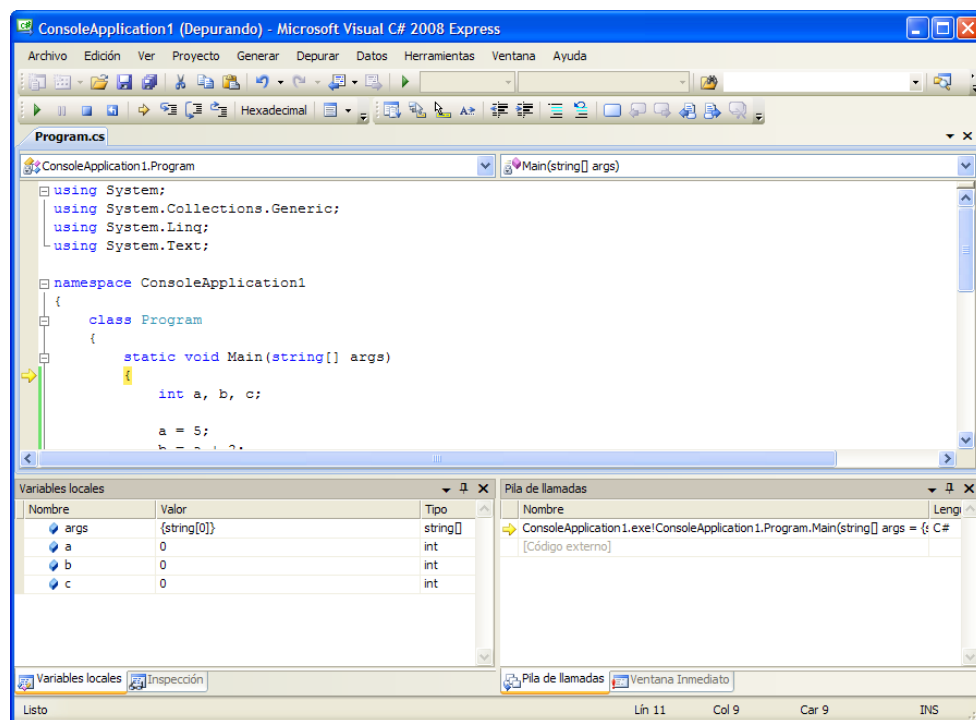 ConsoleApplication1 (Depurando) - Microsoft Visual C# 2008 Express
Archivo Edición Ver Proyecto Generar Depurar Datos Herramientas Ventana Ayuda
Hexadecimal
Program.cs
ConsoleApplication1.Program Main(string[] args)
using System;
using System.Collections.Generic;
using System.Linq;
using System.Text;
namespace ConsoleApplication1
{
class Program
{
static void Main(string[] args)
{
int a, b, c;
a = 5;
b = a + 2;
Variables locales
Nombre Valor Tipo
args {string[0]} string[]
a 0 int
b 0 int
c 0 int
Variables locales Inspección
Pila de llamadas
Nombre Lengu
ConsoleApplication1.exe!ConsoleApplication1.Program.Main(string[] args = {s C#
[Código externo]
Pila de llamadas Ventana Inmediato
Listo Lín 11 Col 9 Car 9 INS